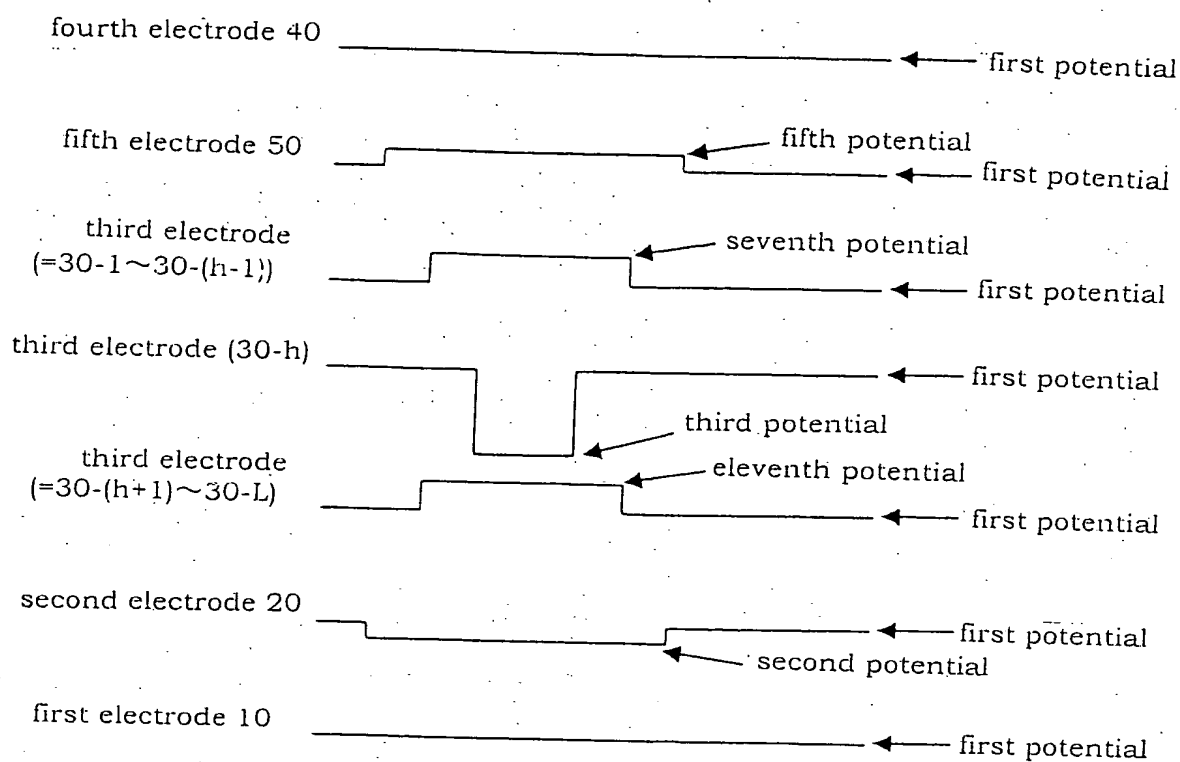 fourth electrode 40
first potential
fifth electrode 50
fifth potential
first potential
third electrode
(=30-1~30-(h-1))
seventh potential
first potential
third electrode (30-h)
first potential
third potential
third electrode
(=30-(h+1)~30-L)
eleventh potential
first potential
second electrode 20
first potential
second potential
first electrode 10
first potential